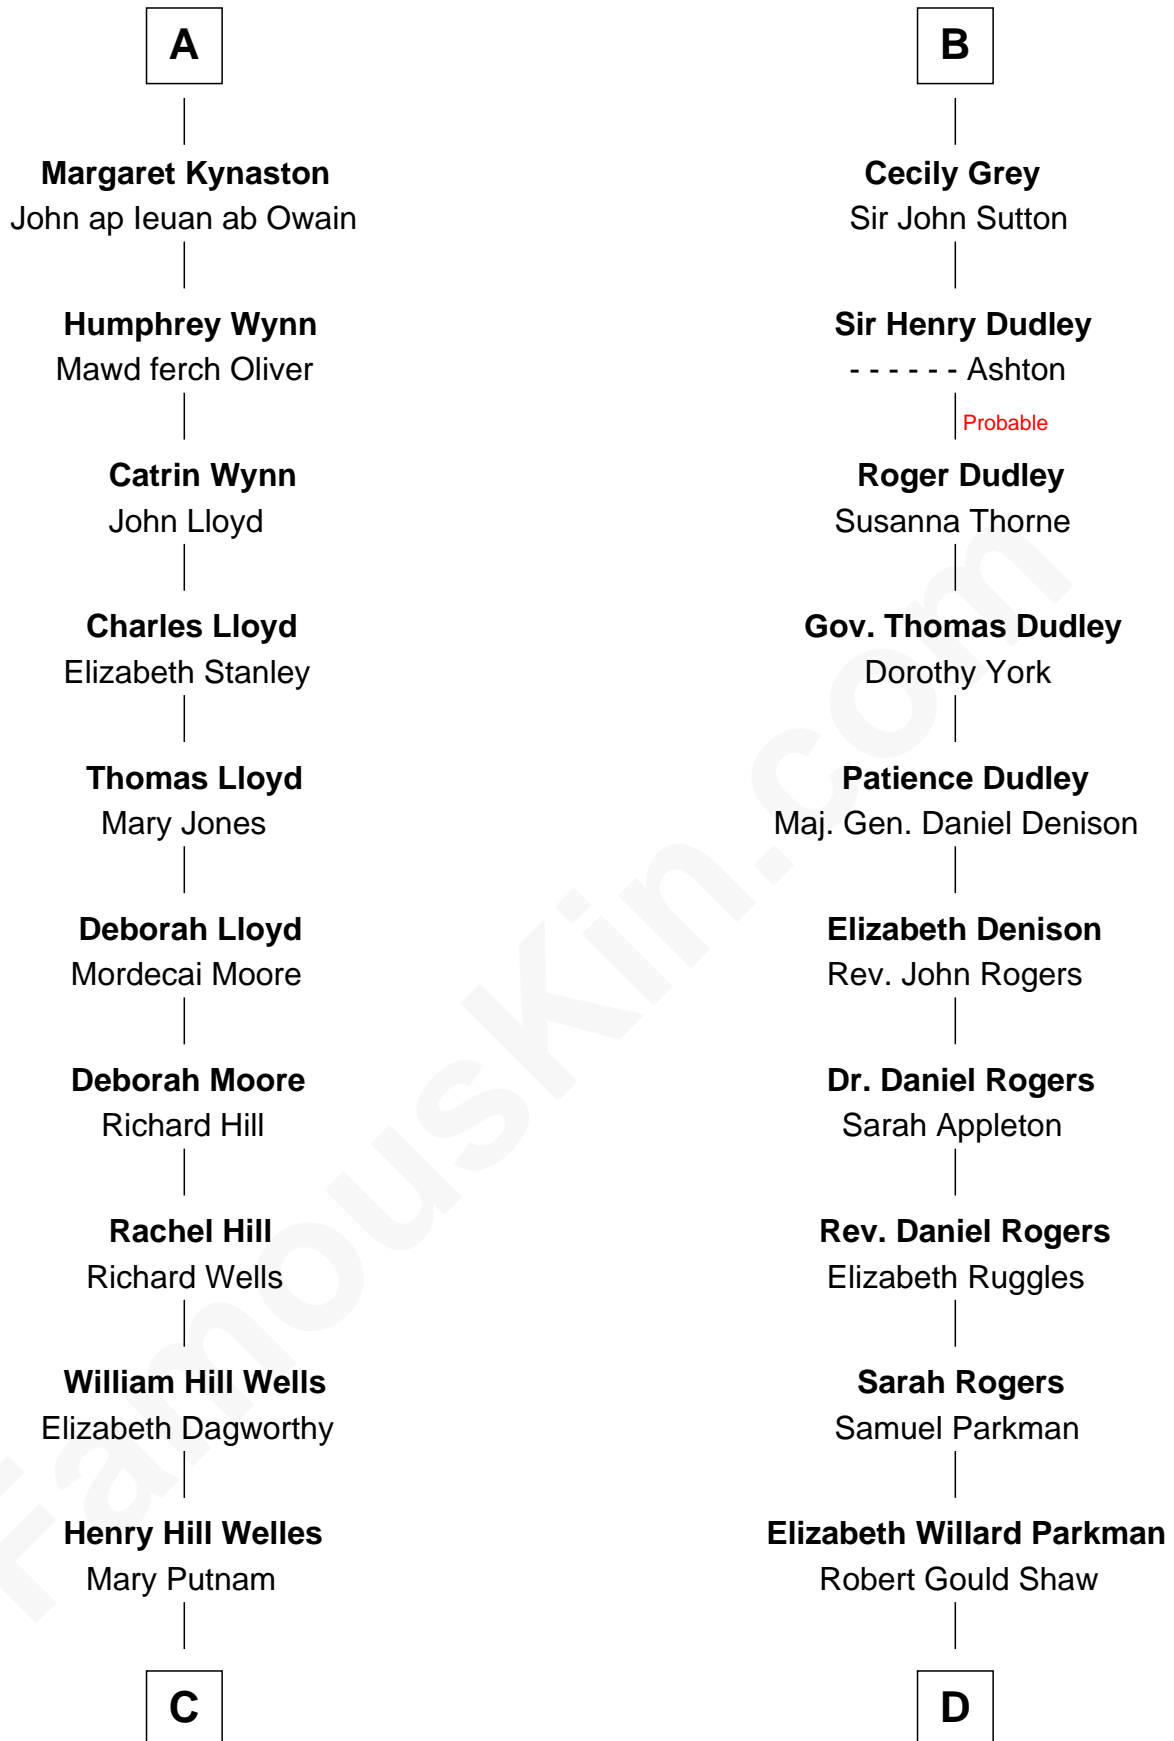 A
Margaret Kynaston
John ap Ieuan ab Owain
Humphrey Wynn
Mawd ferch Oliver
Catrin Wynn
John Lloyd
Charles Lloyd
Elizabeth Stanley
Thomas Lloyd
Mary Jones
Deborah Lloyd
Mordecai Moore
Deborah Moore
Richard Hill
Rachel Hill
Richard Wells
William Hill Wells
Elizabeth Dagworthy
Henry Hill Welles
Mary Putnam
C
B
Cecily Grey
Sir John Sutton
Sir Henry Dudley
- - - - - - Ashton
Probable
Roger Dudley
Susanna Thorne
Gov. Thomas Dudley
Dorothy York
Patience Dudley
Maj. Gen. Daniel Denison
Elizabeth Denison
Rev. John Rogers
Dr. Daniel Rogers
Sarah Appleton
Rev. Daniel Rogers
Elizabeth Ruggles
Sarah Rogers
Samuel Parkman
Elizabeth Willard Parkman
Robert Gould Shaw
D
FamousKin.com